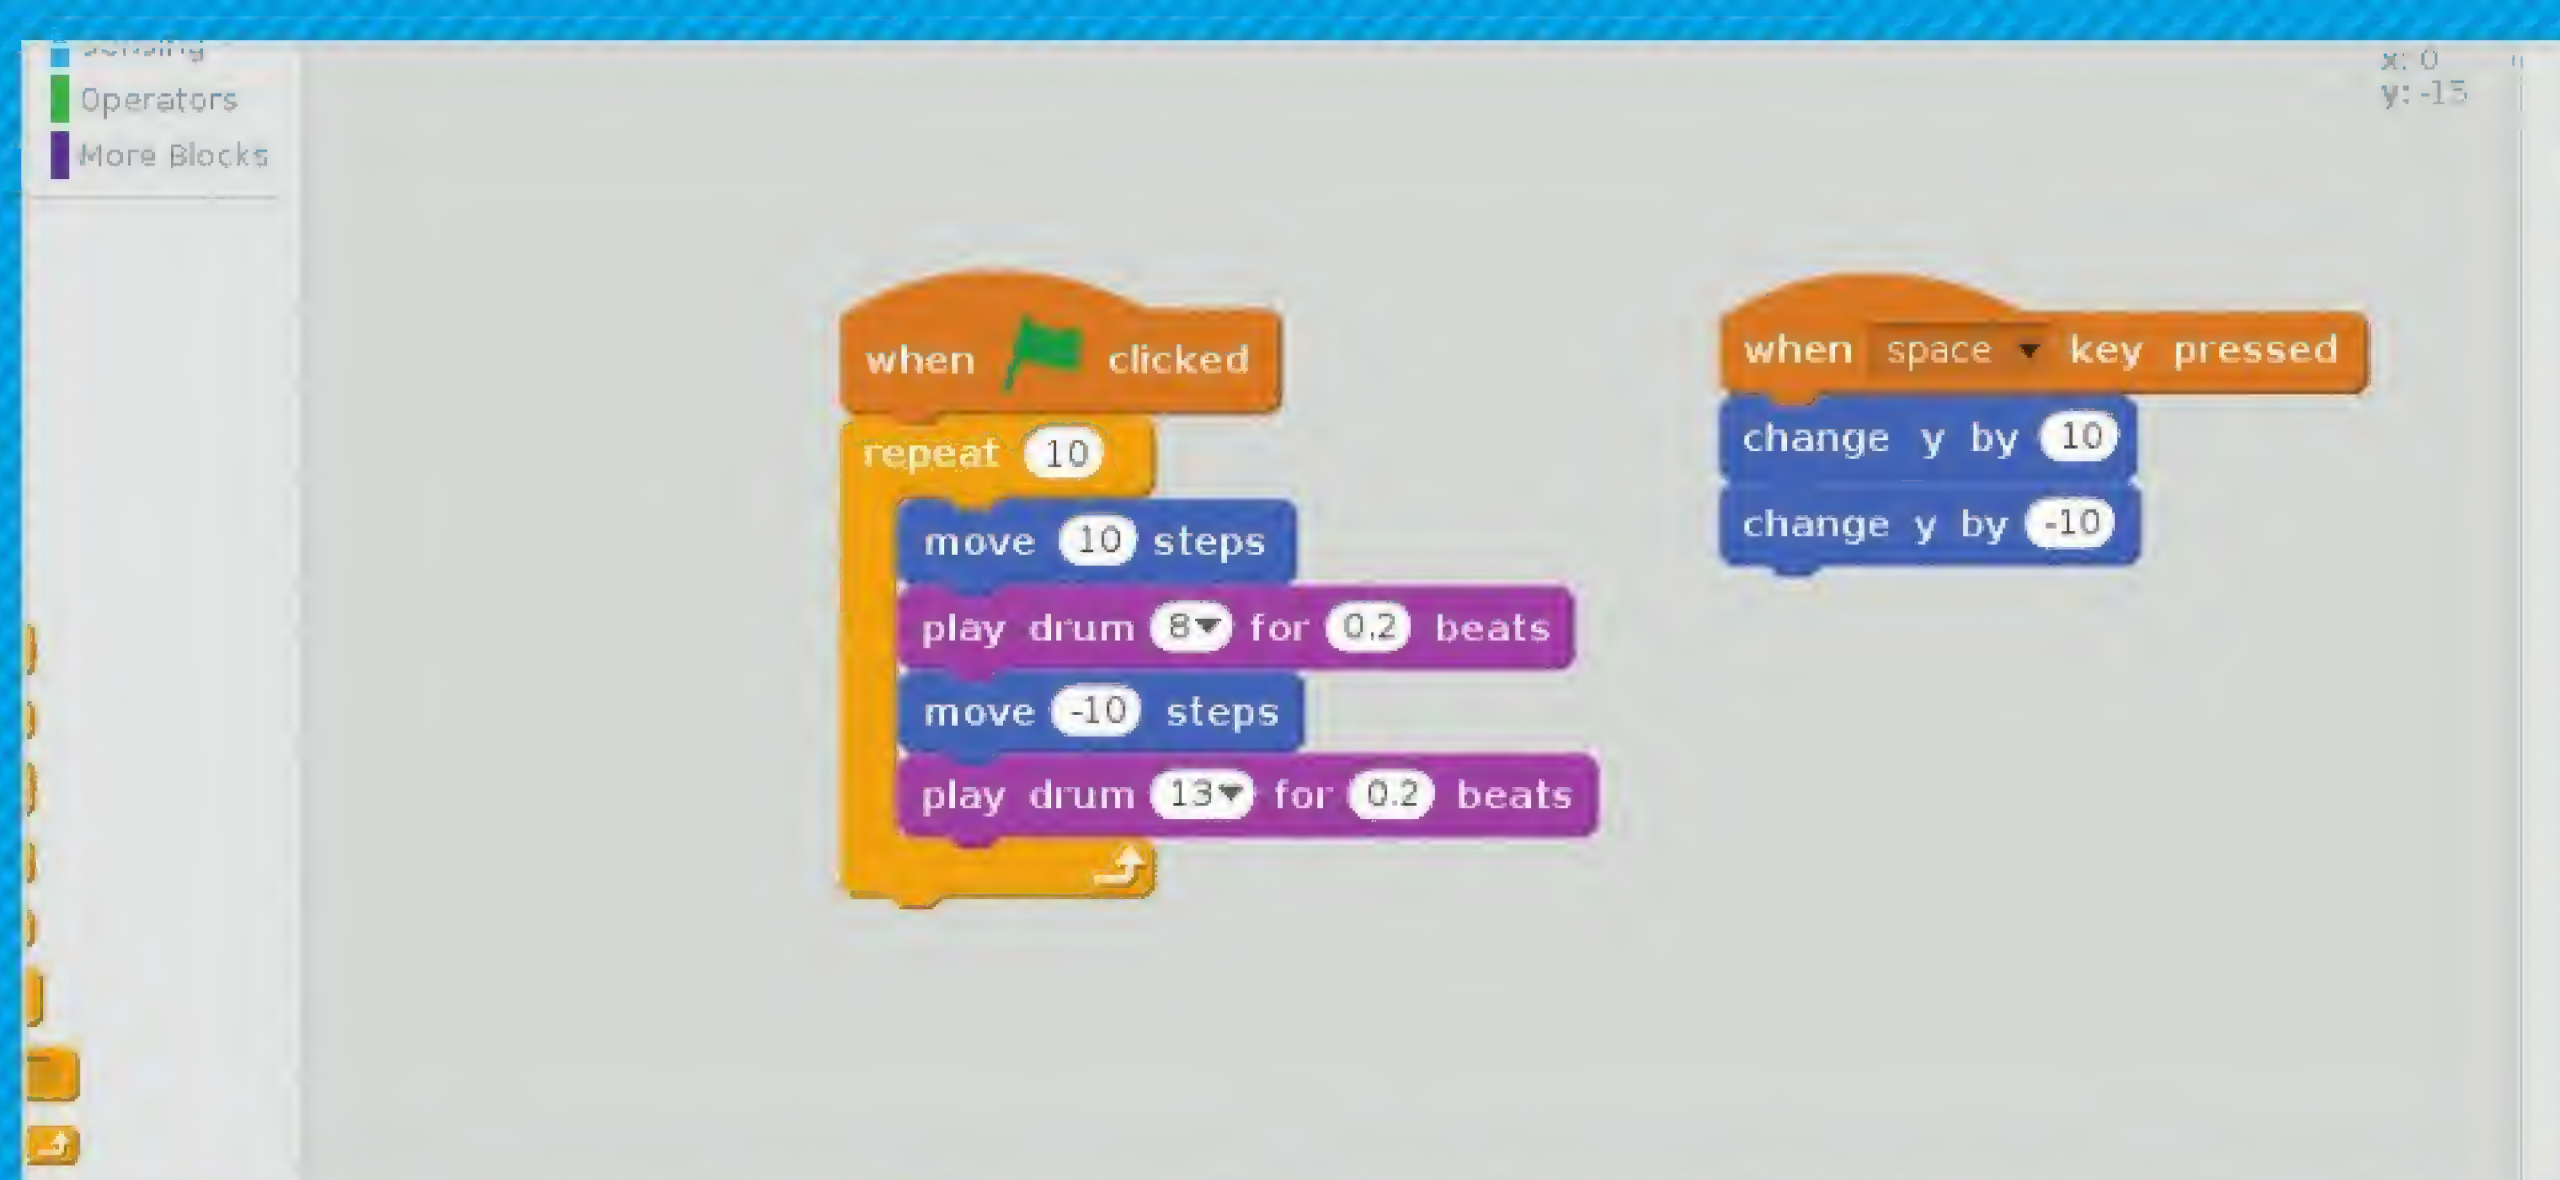 Sensing
Operators
More Blocks
x: 0
y: -15
when clicked
repeat 10
move 10 steps
play drum 8 for 0.2 beats
move -10 steps
play drum 13 for 0.2 beats
when space key pressed
change y by 10
change y by -10